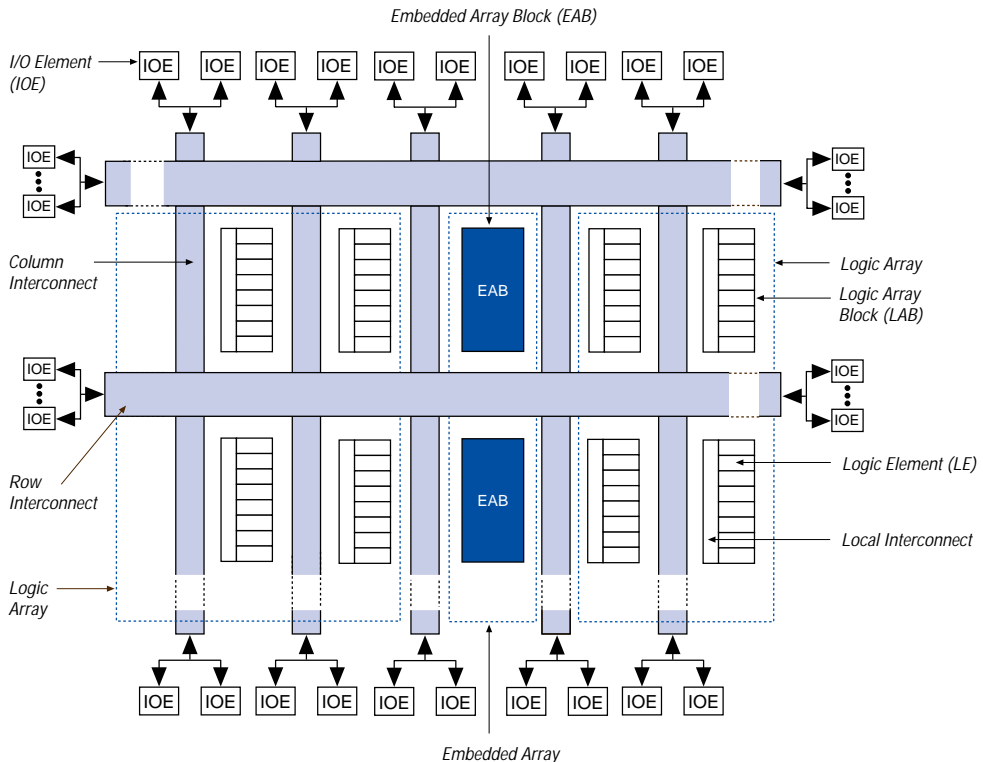 Embedded Array Block (EAB)
I/O Element
(IOE)
IOE IOE IOE IOE IOE IOE IOE IOE IOE IOE
IOE
IOE
IOE
IOE
Column
Interconnect
EAB
Logic Array
Logic Array
Block (LAB)
IOE
IOE
IOE
IOE
Row
Interconnect
EAB
Logic Element (LE)
Local Interconnect
Logic
Array
IOE IOE IOE IOE IOE IOE IOE IOE IOE IOE
Embedded Array